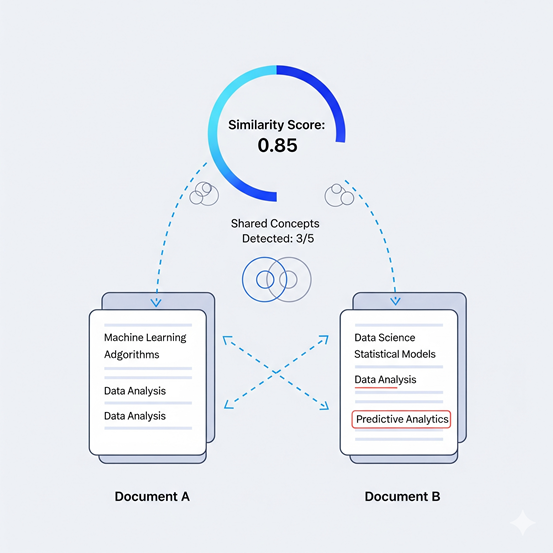 Similarity Score:
0.85
Shared Concepts
Detected: 3/5
Machine Learning
Adgorithms
Data Analysis
Data Analysis
Data Science
Statistical Models
Data Analysis
Predictive Analytics
Document A
Document B